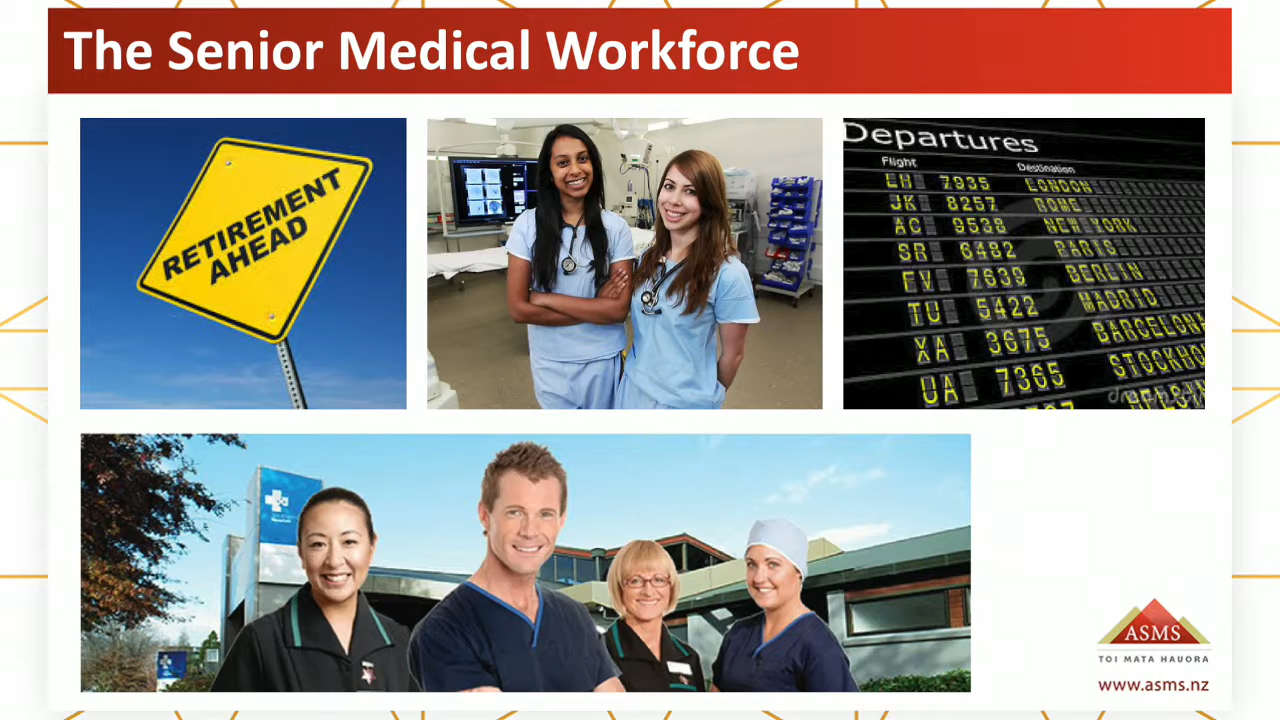 The Senior Medical Workforce
RETIREMENT
AHEAD
Departures
Flight Destination
LH 7935 LONDON
JK 8257 ROME
AC 9538 NEW YORK
SR 6482 PARIS
FV 7639 BERLIN
TU 5422 MADRID
XA 3675 BARCELONA
UA 7365 STOCKHO
ASMS
TOI MATA HAUORA
www.asms.nz